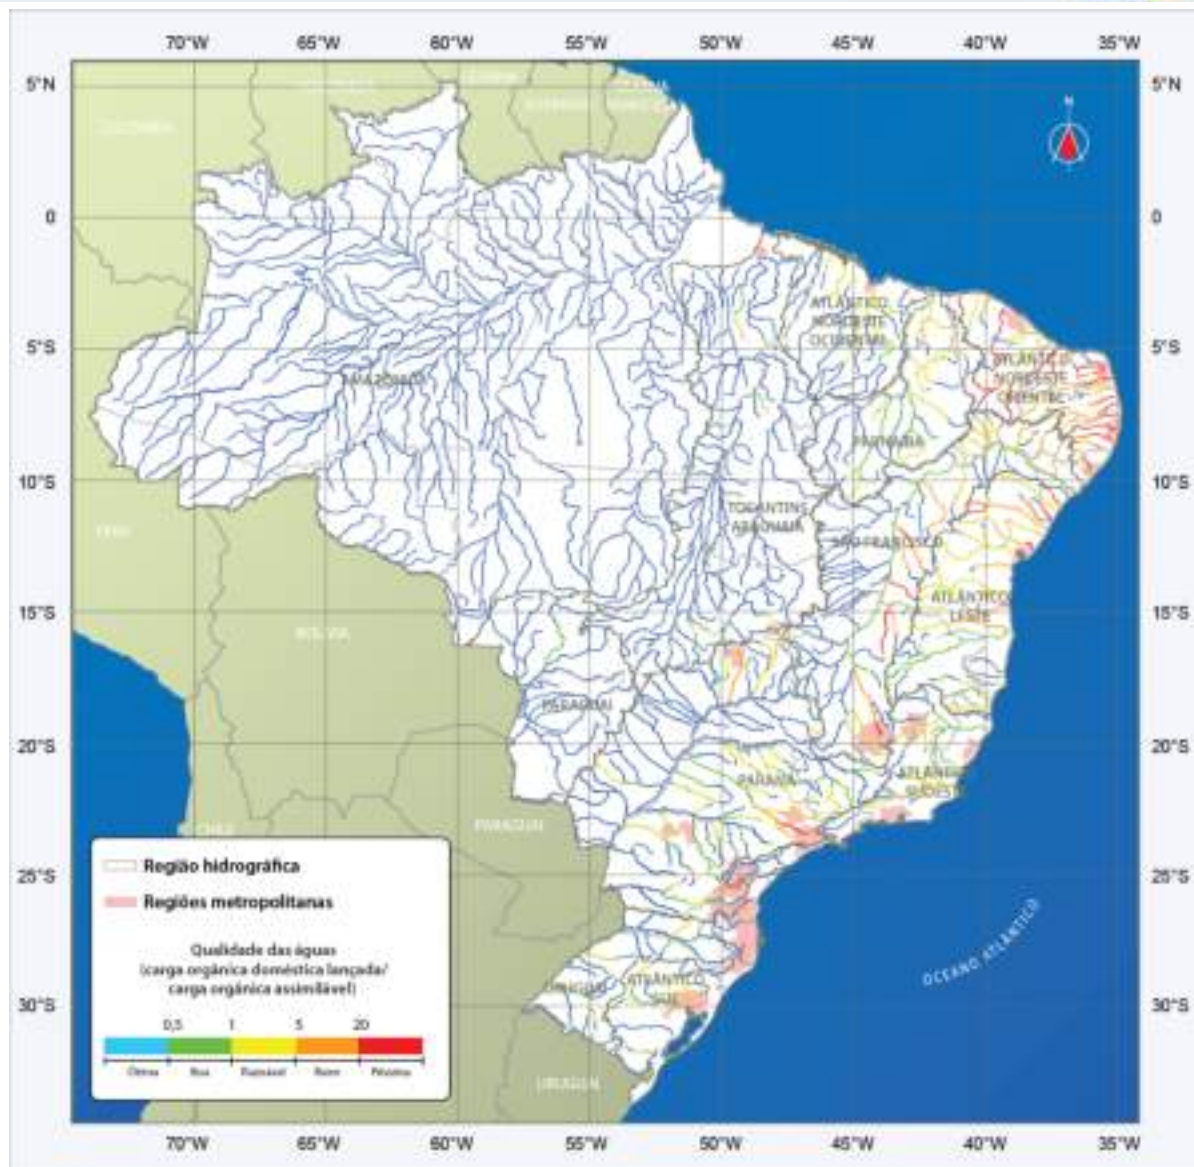 70°W 65°W 60°W 55°W 50°W 45°W 40°W 35°W
5°N 5°N
N
0 0
ATLÂNTICO
NORDESTE
OCIDENTAL
5°S 5°S
ATLÂNTICO
NORDESTE
ORIENTAL
AMAZÔNICA
PARNAÍBA
10°S 10°S
TOCANTINS
ARAGUAIA
PERU
SÃO FRANCISCO
ATLÂNTICO
LESTE
15°S 15°S
BOLÍVIA
PARAGUAI
20°S 20°S
PARANÁ
ATLÂNTICO
SUDESTE
PARAGUAI
CHILE
Região hidrográfica
25°S 25°S
Regiões metropolitanas
Qualidade das águas
(carga orgânica doméstica lançada/
carga orgânica assimilável)
OCEANO ATLÂNTICO
URUGUAI
ATLÂNTICO
SUL
30°S 30°S
0,5 1 5 20
Ótima Boa Razoável Ruim Péssima
URUGUAI
70°W 65°W 60°W 55°W 50°W 45°W 40°W 35°W